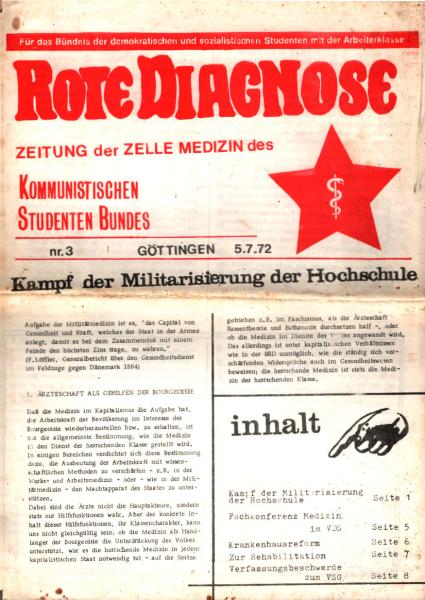 Für das Bündnis der demokratischen und sozialistischen Studenten mit der Arbeiterklasse!
ROTE DIAGNOSE
ZEITUNG der ZELLE MEDIZIN des
KOMMUNISTISCHEN
STUDENTEN BUNDES
nr.3 GÖTTINGEN 5.7.72
Kampf der Militarisierung der Hochschule
Aufgabe der Militätmedizin ist es, "das Capital von
Gesundheit und Kraft, welches der Staat in der Armee
anlegt, damit es bei dem Zusammenstoß mit einem
Feinde den höchsten Zins trage, zu wahren,"
(F.Löffler, Generalbericht über den Gesundheitsdienst
im Feldzuge gegen Dänemark 1864)
1. ÄRZTESCHAFT ALS GEHILFEN DER BOURGEOISIE
Daß die Medizin im Kapitalismus die Aufgabe hat,
die Arbeitskraft der Bevölkerung im Interesse der
Bourgeoisie wiederherzustellen bzw. zu erhalten, ist
nur die allgemeinste Bestimmung, wie die Medizin
in den Dienst der herrschenden Klasse gestellt wird.
In einigen Bereichen verdichtet sich diese Bestimmung
dazu, die Ausbeutung der Arbeitskraft mit wissen-
schaftlichen Methoden zu verschärfen - z.B. in der
Werks- und Arbeitsmedizin - oder - wie in der Mili-
tärmedizin - den Machtapparat des Staates zu unter-
stützen,
Dabei sind die Ärzte nicht die Hauptakteure, sondern
stets nur Hilfsfunktionen wahr. Aber der konkrete In-
halt dieser Hilfsfunktionen, ihr Klassencharakter, kann
uns nicht gleichgültig sein; ob die Medizin als Hand-
langer der Bourgeoisie die Unterdrückung des Volkes
unterstützt, wie es die herrschende Medizin in jedem
kapitalistischen Staat notwendig tut - auf die Spitze
getrieben z.B. im Faschismus, als die Ärzteschaft
Rassentheorie und Euthanasie durchsetzen half -, oder
ob die Medizin im Dienste des Volkes angewandt wird,
Das allerdings ist unter kapitalistischen Verhältnissen
wie in der BRD unmöglich, wie die ständig sich ver-
schärfenden Widersprüche auch im Gesundheitswesen
beweisen; die herrschende Medizin ist stets die Medi-
zin der herrschenden Klasse.
inhalt
Kampf der Militarisierung
der Hochschule Seite 1
Fachkonferenz Medizin
im VDS Seite 5
Krankenhausreform Seite 6
Zur Rehabilitation Seite 7
Verfassungsbeschwerde
zum VSG Seite 8